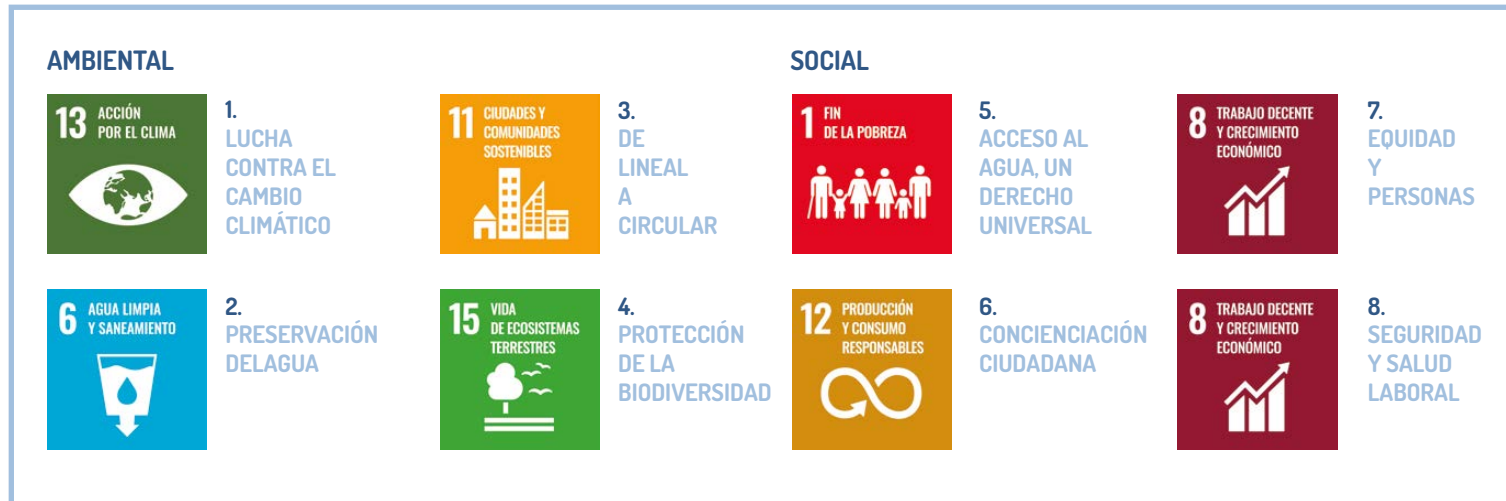 AMBIENTAL
13 ACCIÓN
POR EL CLIMA
1.
LUCHA
CONTRA EL
CAMBIO
CLIMÁTICO
6 AGUA LIMPIA
Y SANEAMIENTO
2.
PRESERVACIÓN
DELAGUA
11 CIUDADES Y
COMUNIDADES
SOSTENIBLES
3.
DE
LINEAL
A
CIRCULAR
15 VIDA
DE ECOSISTEMAS
TERRESTRES
4.
PROTECCIÓN
DE LA
BIODIVERSIDAD
SOCIAL
1 FIN
DE LA POBREZA
5.
ACCESO AL
AGUA, UN
DERECHO
UNIVERSAL
12 PRODUCCIÓN
Y CONSUMO
RESPONSABLES
6.
CONCIENCIACIÓN
CIUDADANA
8 TRABAJO DECENTE
Y CRECIMIENTO
ECONÓMICO
7.
EQUIDAD
Y
PERSONAS
8 TRABAJO DECENTE
Y CRECIMIENTO
ECONÓMICO
8.
SEGURIDAD
Y SALUD
LABORAL